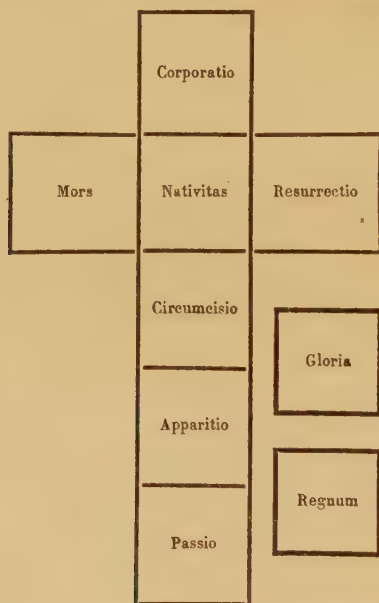 Corporatio
Mors Nativitas Resurrectio
Circumcisio
Gloria
Apparitio
Regnum
Passio